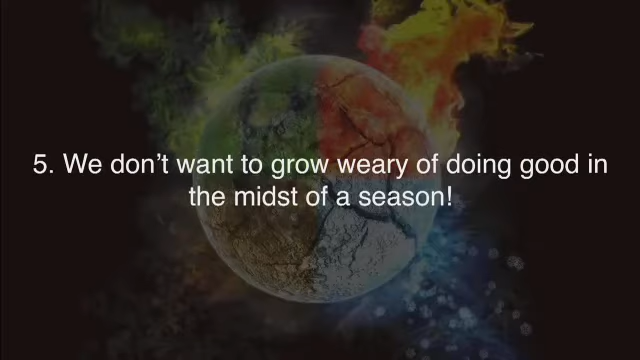 5. We don’t want to grow weary of doing good in
the midst of a season!